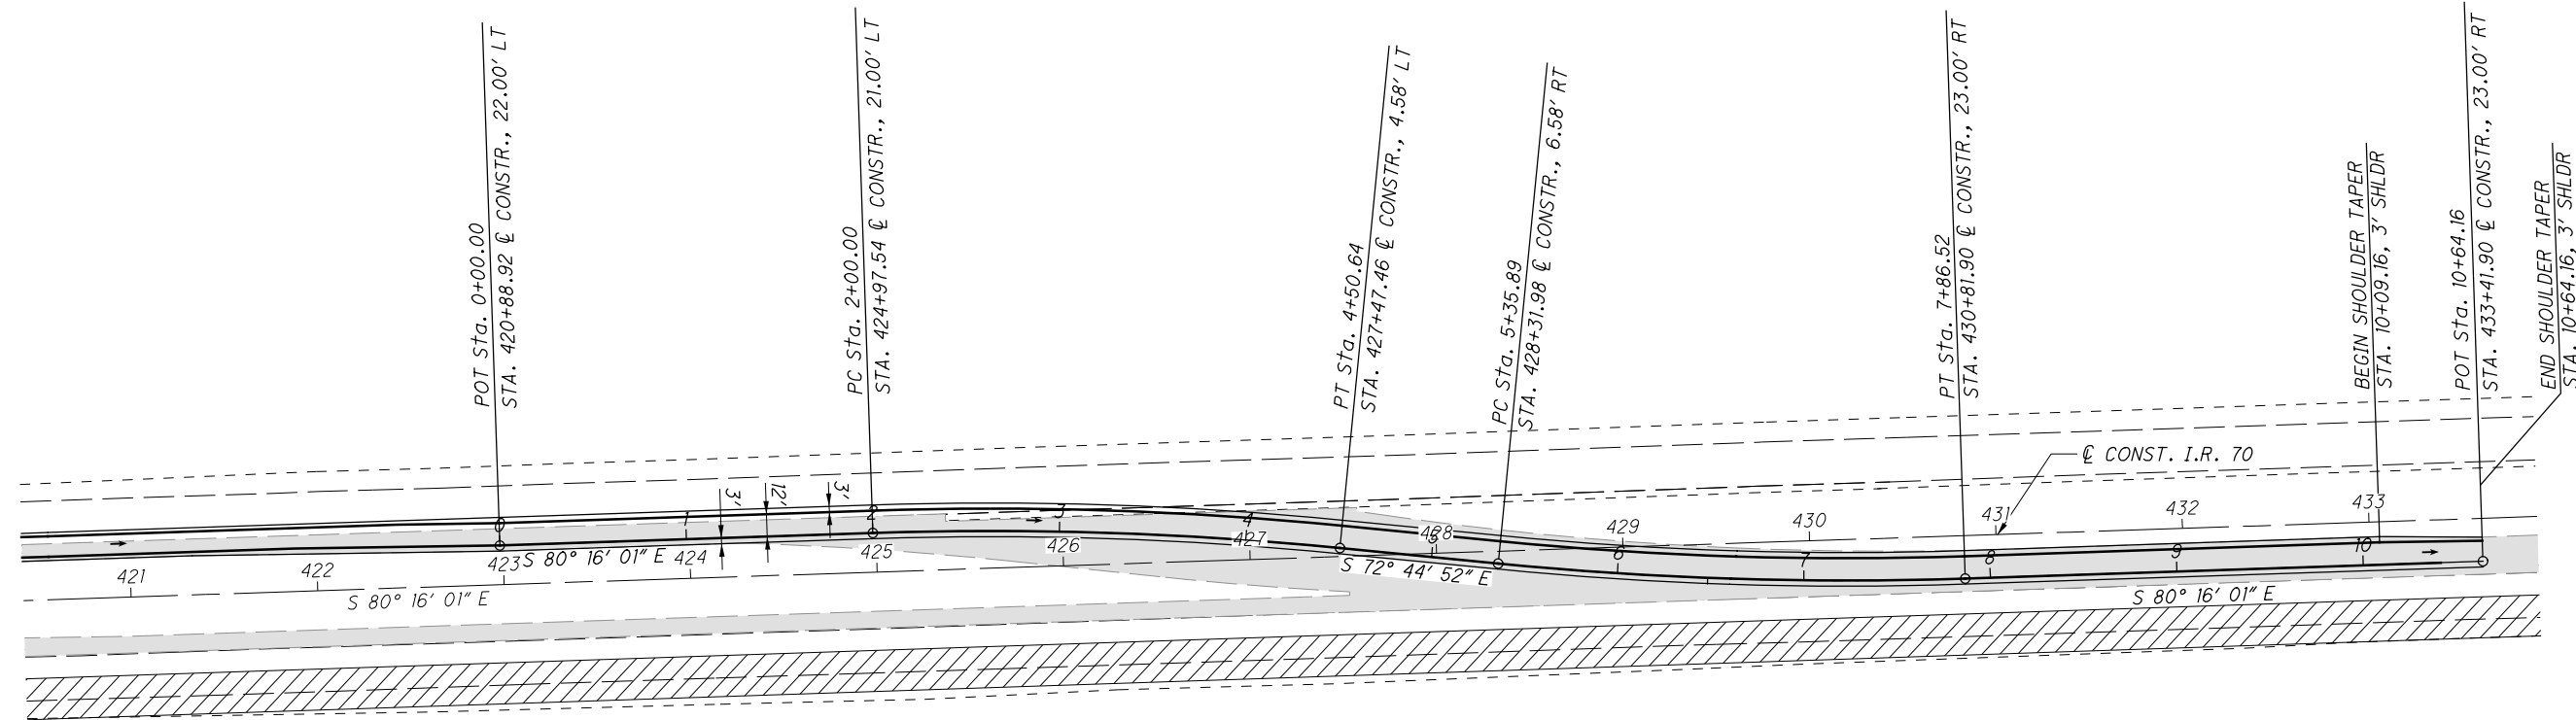 POT Sta. 0+00.00
STA. 420+88.92 ℄ CONSTR., 22.00' LT
PC Sta. 2+00.00
STA. 424+97.54 ℄ CONSTR., 21.00' LT
PT Sta. 4+50.64
STA. 427+47.46 ℄ CONSTR., 4.58' LT
PC Sta. 5+35.89
STA. 428+31.98 ℄ CONSTR., 6.58' RT
PT Sta. 7+86.52
STA. 430+81.90 ℄ CONSTR., 23.00' RT
BEGIN SHOULDER TAPER
STA. 10+09.16, 3' SHLDR
POT Sta. 10+64.16
STA. 433+41.90 ℄ CONSTR., 23.00' RT
END SHOULDER TAPER
STA. 10+64.16, 3' SHLDR
℄ CONST. I.R. 70
3'
12'
3'
0
1
2
3
4
5
6
7
8
9
10
421
422
423
424
425
426
427
428
429
430
431
432
433
S 80° 16' 01" E
S 72° 44' 52" E
S 80° 16' 01" E
S 80° 16' 01" E